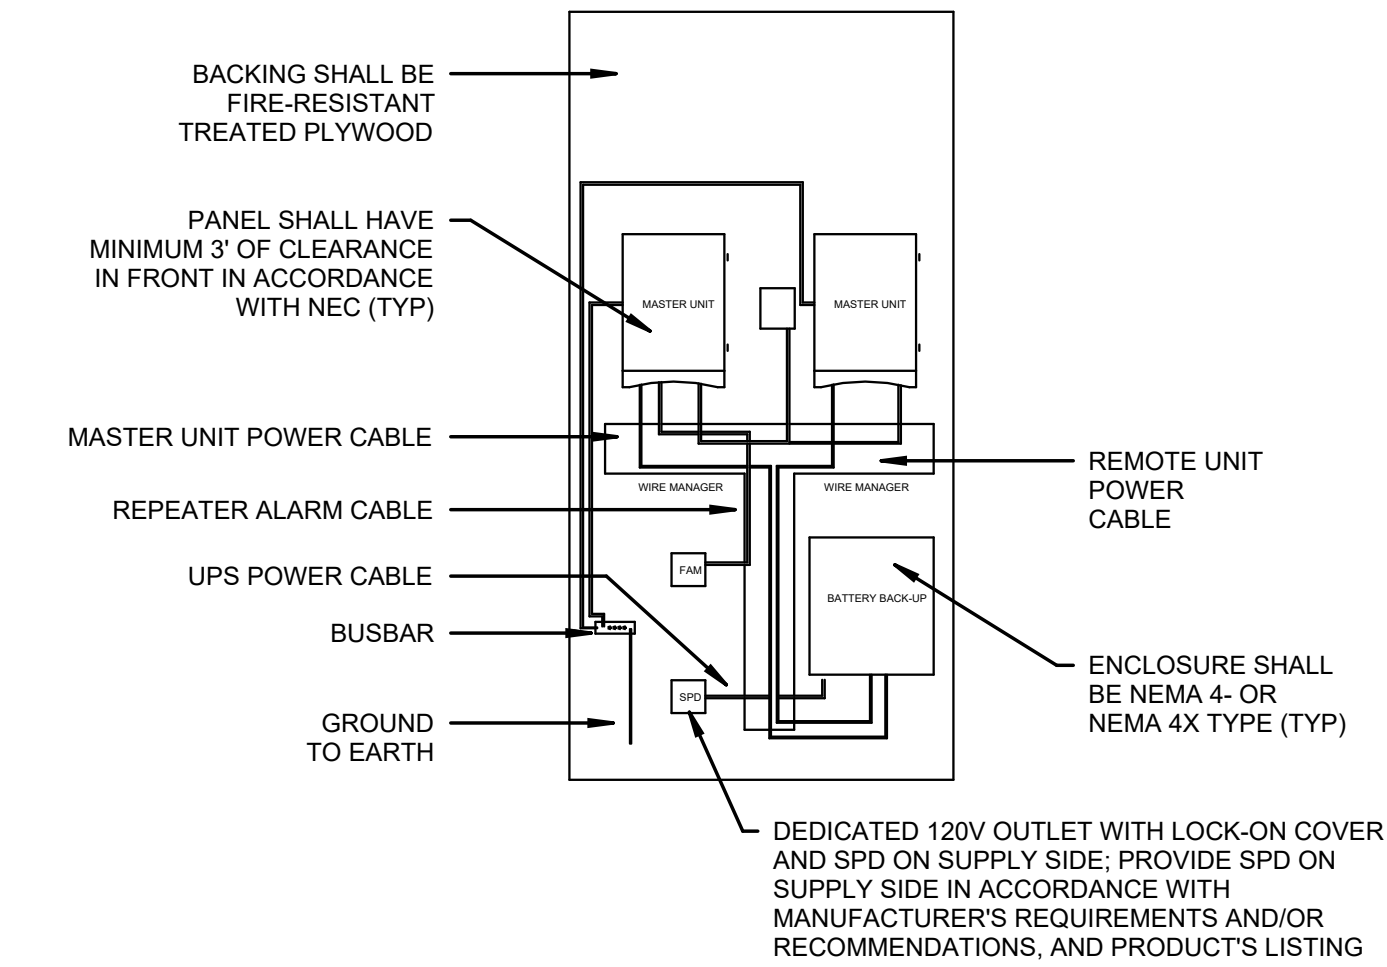 BACKING SHALL BE
FIRE-RESISTANT
TREATED PLYWOOD
PANEL SHALL HAVE
MINIMUM 3' OF CLEARANCE
IN FRONT IN ACCORDANCE
WITH NEC (TYP)
MASTER UNIT
MASTER UNIT
MASTER UNIT POWER CABLE
REMOTE UNIT
POWER
CABLE
WIRE MANAGER
WIRE MANAGER
REPEATER ALARM CABLE
FAM
UPS POWER CABLE
BATTERY BACK-UP
BUSBAR
ENCLOSURE SHALL
BE NEMA 4- OR
NEMA 4X TYPE (TYP)
SPD
GROUND
TO EARTH
DEDICATED 120V OUTLET WITH LOCK-ON COVER
AND SPD ON SUPPLY SIDE; PROVIDE SPD ON
SUPPLY SIDE IN ACCORDANCE WITH
MANUFACTURER'S REQUIREMENTS AND/OR
RECOMMENDATIONS, AND PRODUCT'S LISTING